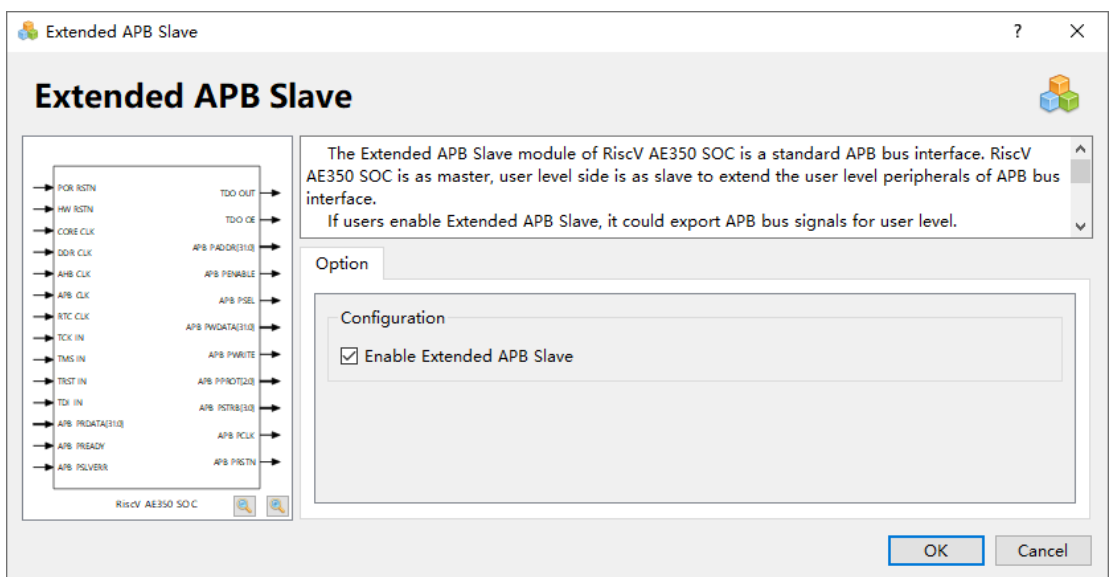 Extended APB Slave
?
Extended APB Slave
POR RSTN
HW RSTN
CORE CLK
DDR CLK
AHB CLK
APB CLK
RTC CLK
TCK IN
TMS IN
TRST IN
TDI IN
APB PRDATA[31:0]
APB PREADY
APB PSLVERR
TDO OUT
TDO OE
APB PADDR[31:0]
APB PENABLE
APB PSEL
APB PWDATA[31:0]
APB PWRITE
APB PPROT[2:0]
APB PSTRB[3:0]
APB PCLK
APB PRSTN
RiscV AE350 SOC
The Extended APB Slave module of RiscV AE350 SOC is a standard APB bus interface. RiscV
AE350 SOC is as master, user level side is as slave to extend the user level peripherals of APB bus
interface.
If users enable Extended APB Slave, it could export APB bus signals for user level.
Option
Configuration
Enable Extended APB Slave
OK
Cancel